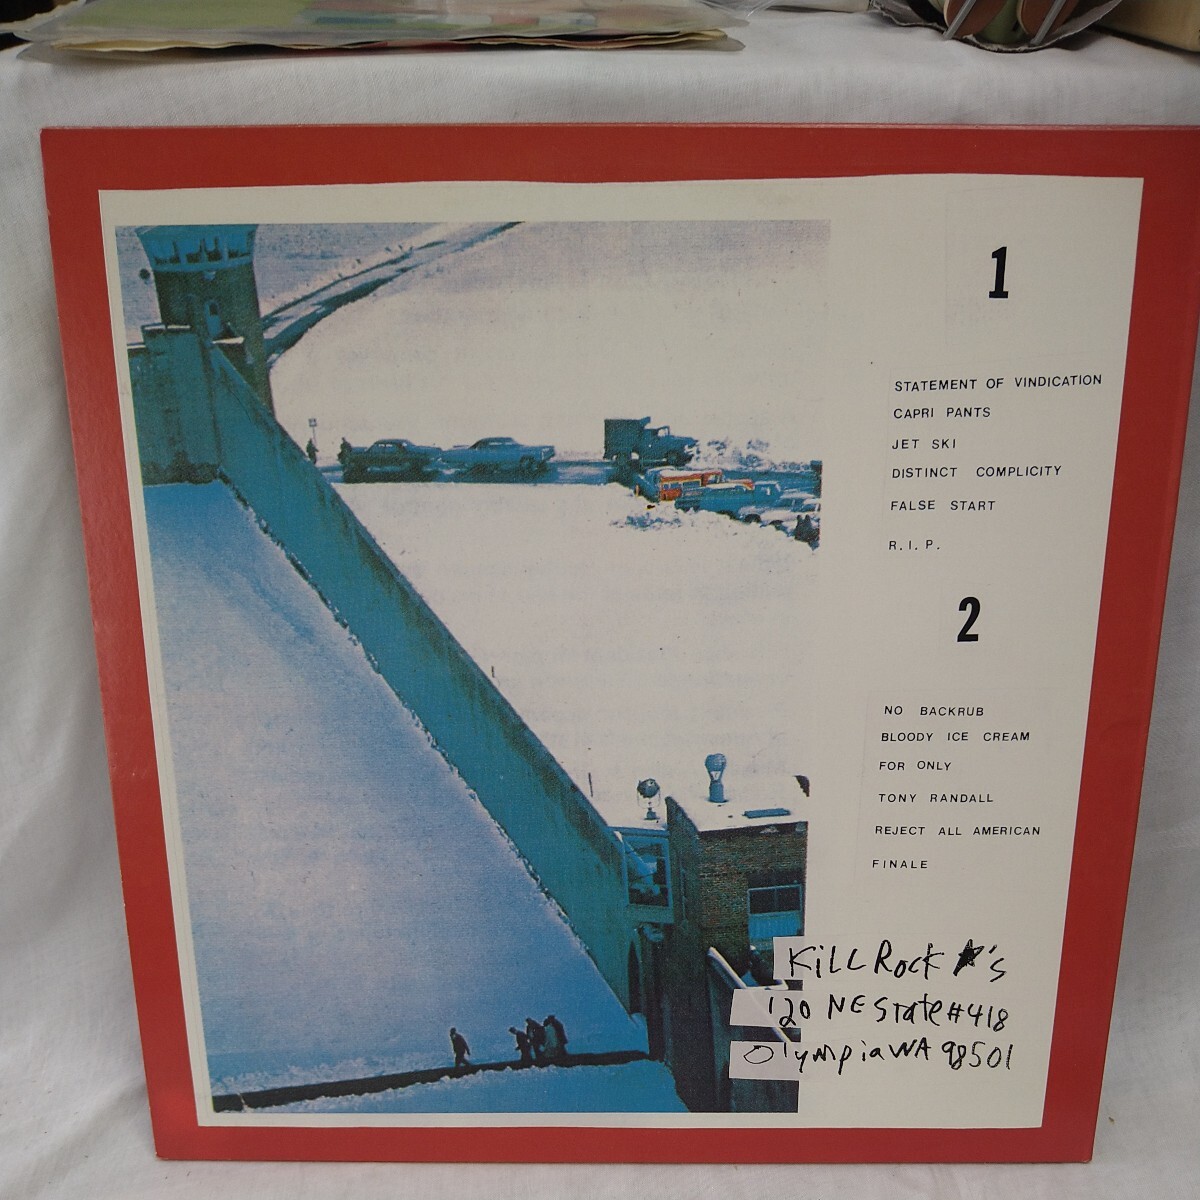 1
STATEMENT OF VINDICATION
CAPRI PANTS
JET SKI
DISTINCT COMPLICITY
FALSE START
R.I.P.
2
NO BACKRUB
BLOODY ICE CREAM
FOR ONLY
TONY RANDALL
REJECT ALL AMERICAN
FINALE
KiLL Rock ★'s
120 NE State #418
Olympia WA 98501